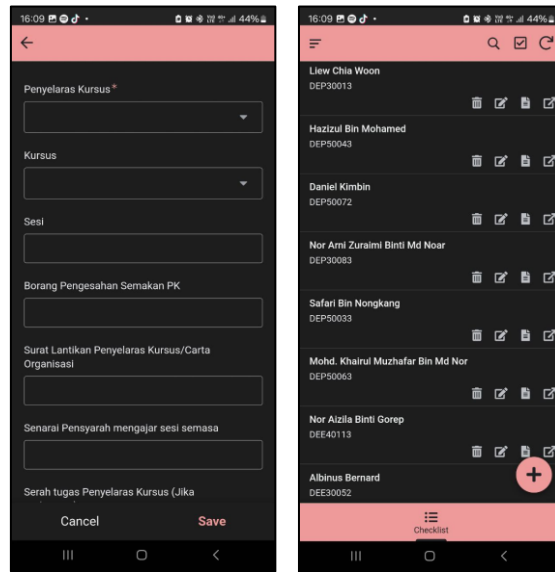 16:09
44%
Penyelaras Kursus*
Kursus
Sesi
Borang Pengesahan Semakan PK
Surat Lantikan Penyelaras Kursus/Carta
Organisasi
Senarai Pensyarah mengajar sesi semasa
Serah tugas Penyelaras Kursus (Jika
Cancel
Save
16:09
44%
Liew Chia Woon
DEP30013
Hazizul Bin Mohamed
DEP50043
Daniel Kimbin
DEP50072
Nor Arni Zuraimi Binti Md Noar
DEP30083
Safari Bin Nongkang
DEP50033
Mohd. Khairul Muzhafar Bin Md Nor
DEP50063
Nor Aizila Binti Gorep
DEE40113
Albinus Bernard
DEE30052
Checklist